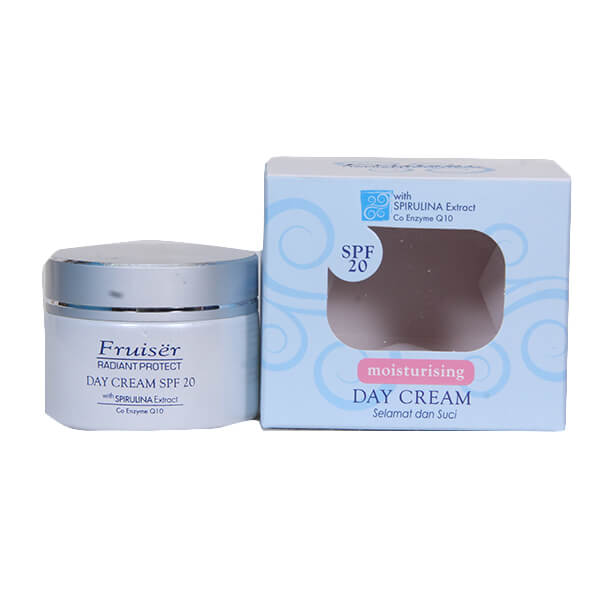 Fruisër
RADIANT PROTECT
DAY CREAM SPF 20
with SPIRULINA Extract
Co Enzyme Q10
with
SPIRULINA Extract
Co Enzyme Q10
SPF
20
moisturising
DAY CREAM
Selamat dan Suci